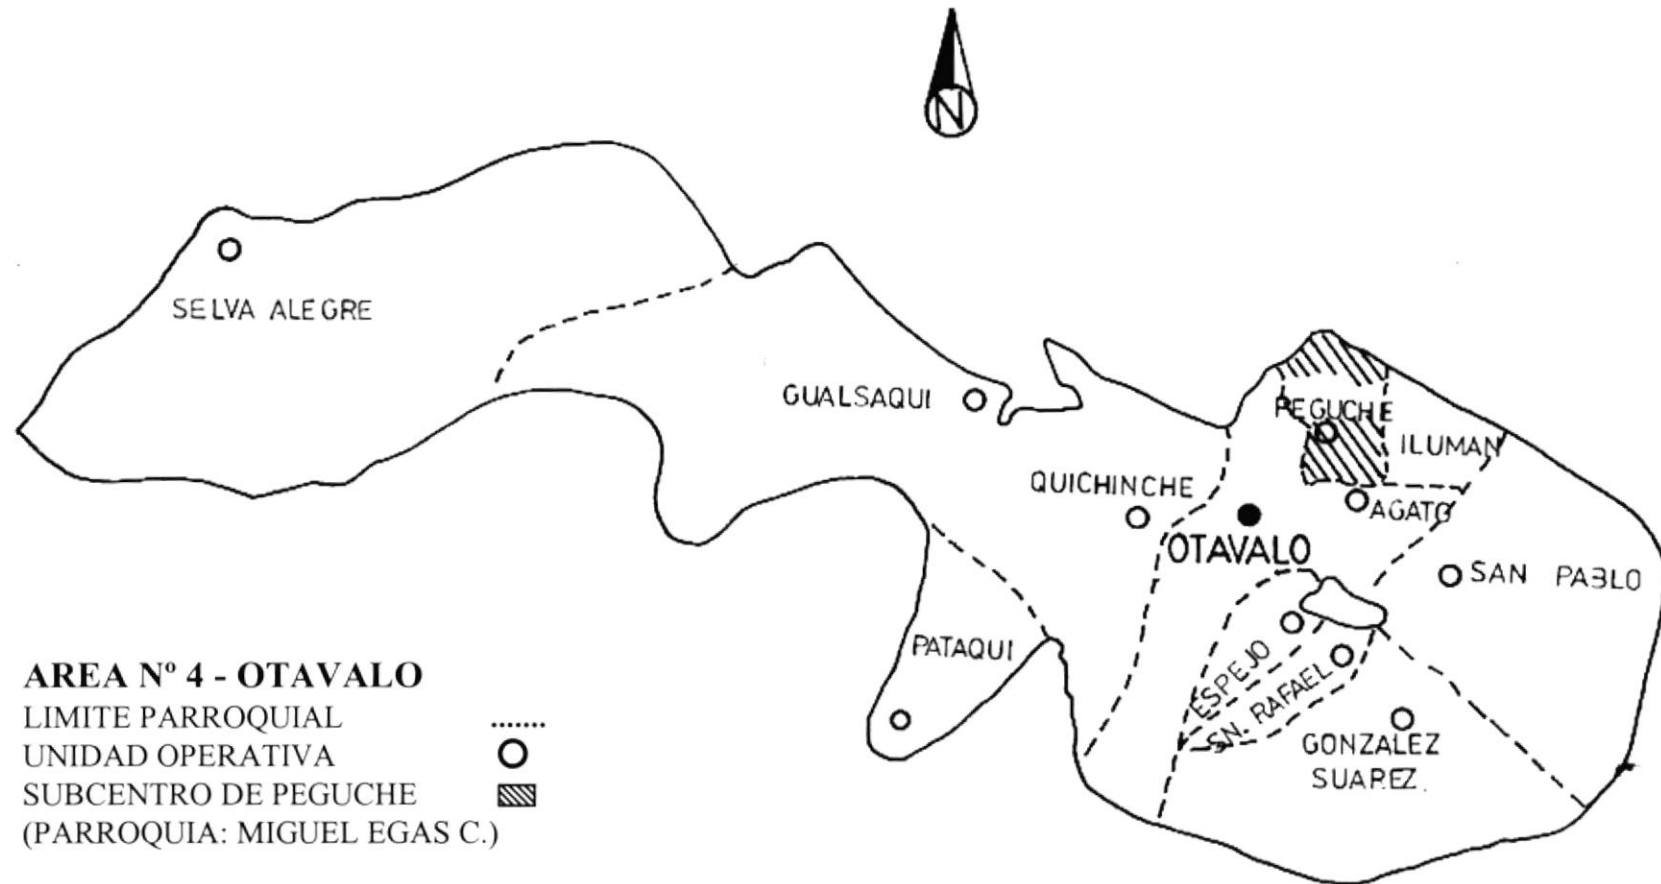 N
SELVA ALEGRE
GUALSAQUI
PEGUCHE
ILUMAN
QUICHINCHE
AGATO
OTAVALO
SAN PABLO
PATAQUI
ESPEJO
SN. RAFAEL
GONZALEZ
SUAREZ.
AREA Nº 4 - OTAVALO
LIMITE PARROQUIAL .......
UNIDAD OPERATIVA
SUBCENTRO DE PEGUCHE
(PARROQUIA: MIGUEL EGAS C.)